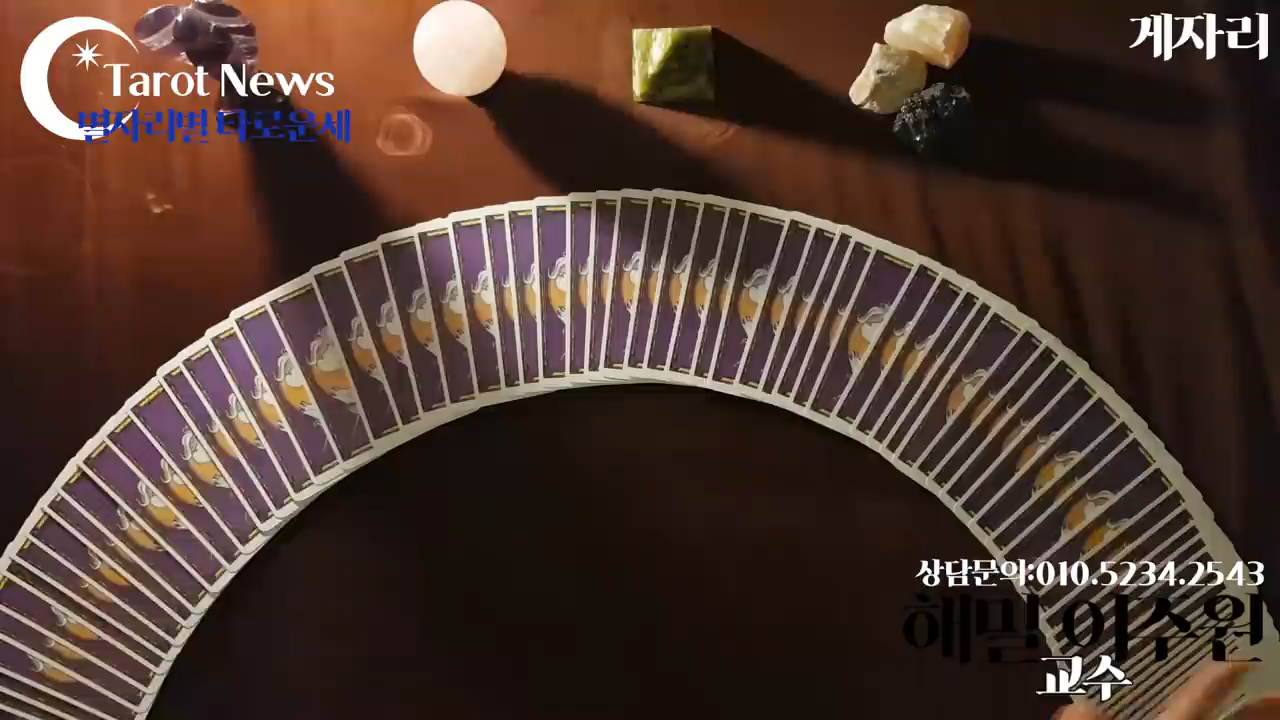 게자리
Tarot News
별자리별 타로운세
상담문의:010.5234.2543
해밀 이수원
교수